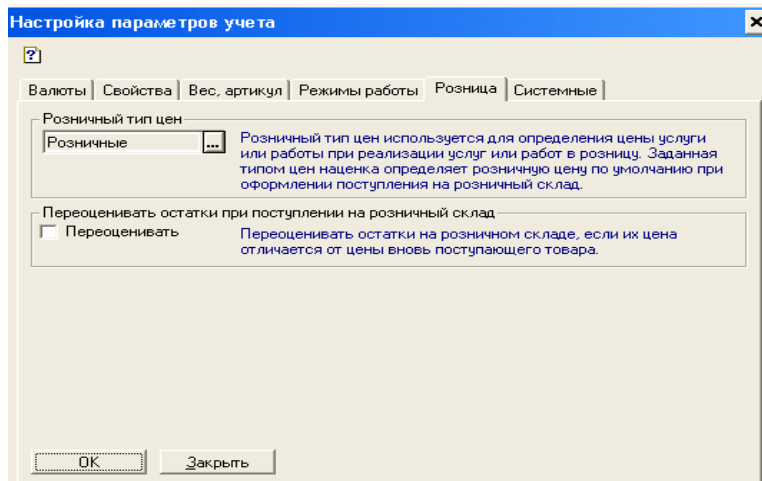 Настройка параметров учета
Валюты Свойства Вес, артикул Режимы работы Розница Системные
Розничный тип цен
Розничные ...
Розничный тип цен используется для определения цены услуги
или работы при реализации услуг или работ в розницу. Заданная
типом цен наценка определяет розничную цену по умолчанию при
оформлении поступления на розничный склад.
Переоценивать остатки при поступлении на розничный склад
Переоценивать
Переоценивать остатки на розничном складе, если их цена
отличается от цены вновь поступающего товара.
OK Закрыть